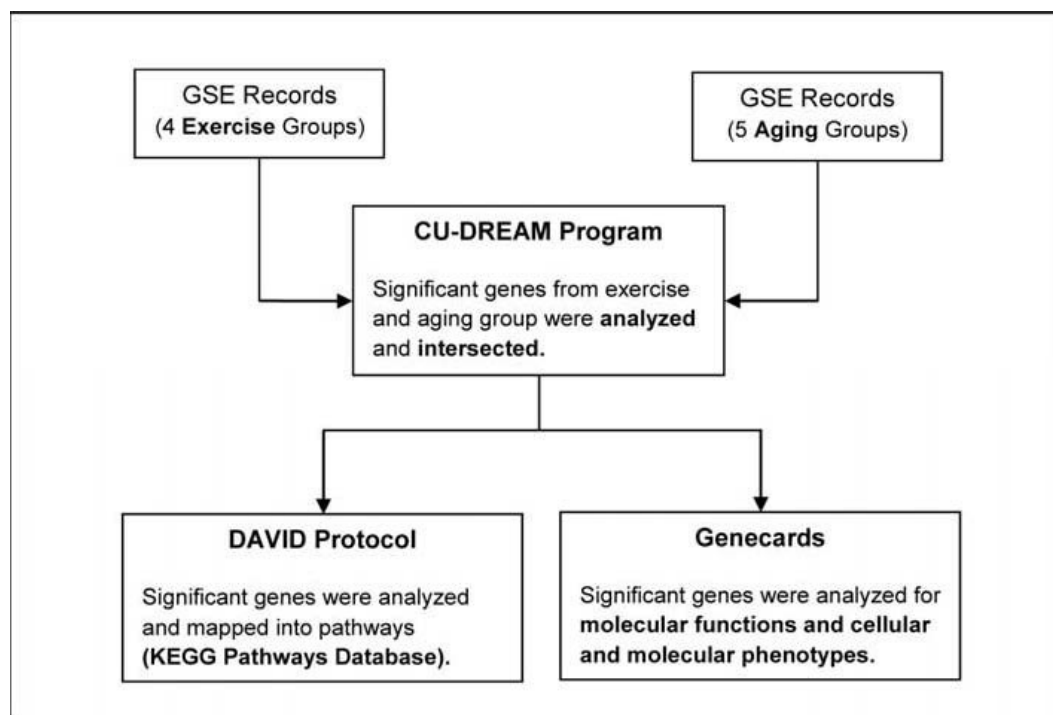 GSE Records
(4 Exercise Groups)
GSE Records
(5 Aging Groups)
CU-DREAM Program
Significant genes from exercise
and aging group were analyzed
and intersected.
DAVID Protocol
Significant genes were analyzed
and mapped into pathways
(KEGG Pathways Database).
Genecards
Significant genes were analyzed for
molecular functions and cellular
and molecular phenotypes.